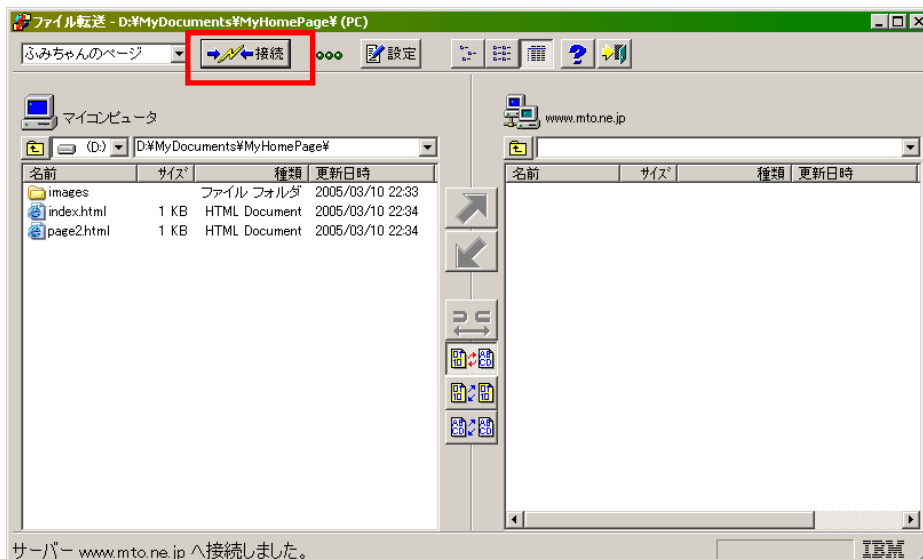 ファイル転送 - D:¥MyDocuments¥MyHomePage¥ (PC)
ふみちゃんのページ 接続 設定
マイコンピュータ www.mto.ne.jp
(D:) D:¥MyDocuments¥MyHomePage¥
名前 サイズ 種類 更新日時 名前 サイズ 種類 更新日時
images ファイル フォルダ 2005/03/10 22:33
index.html 1 KB HTML Document 2005/03/10 22:34
page2.html 1 KB HTML Document 2005/03/10 22:34
サーバー www.mto.ne.jp へ接続しました。 IBM